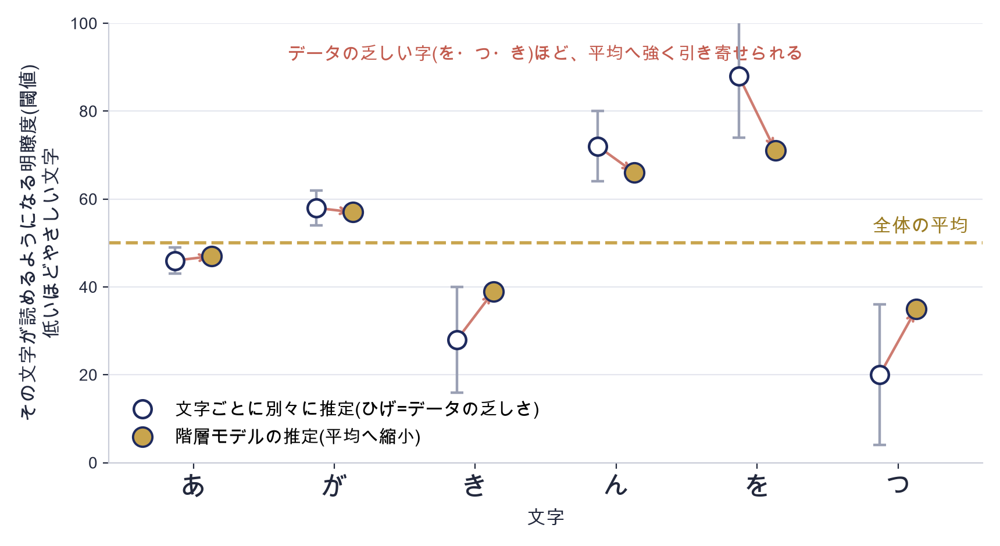 その文字が読めるようになる明瞭度(閾値)
低いほどやさしい文字
100
80
60
40
20
0
データの乏しい字(を・つ・き)ほど、平均へ強く引き寄せられる
全体の平均
文字ごとに別々に推定(ひげ=データの乏しさ)
階層モデルの推定(平均へ縮小)
あ が き ん を つ
文字